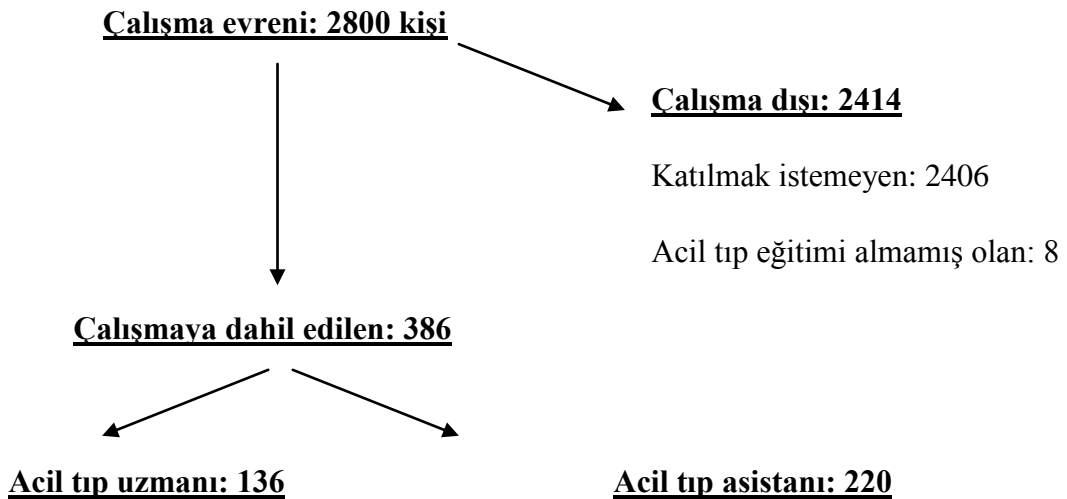 Çalışma evreni: 2800 kişi
Çalışma dışı: 2414
Katılmak istemeyen: 2406
Acil tıp eğitimi almamış olan: 8
Çalışmaya dahil edilen: 386
Acil tıp uzmanı: 136
Acil tıp asistanı: 220